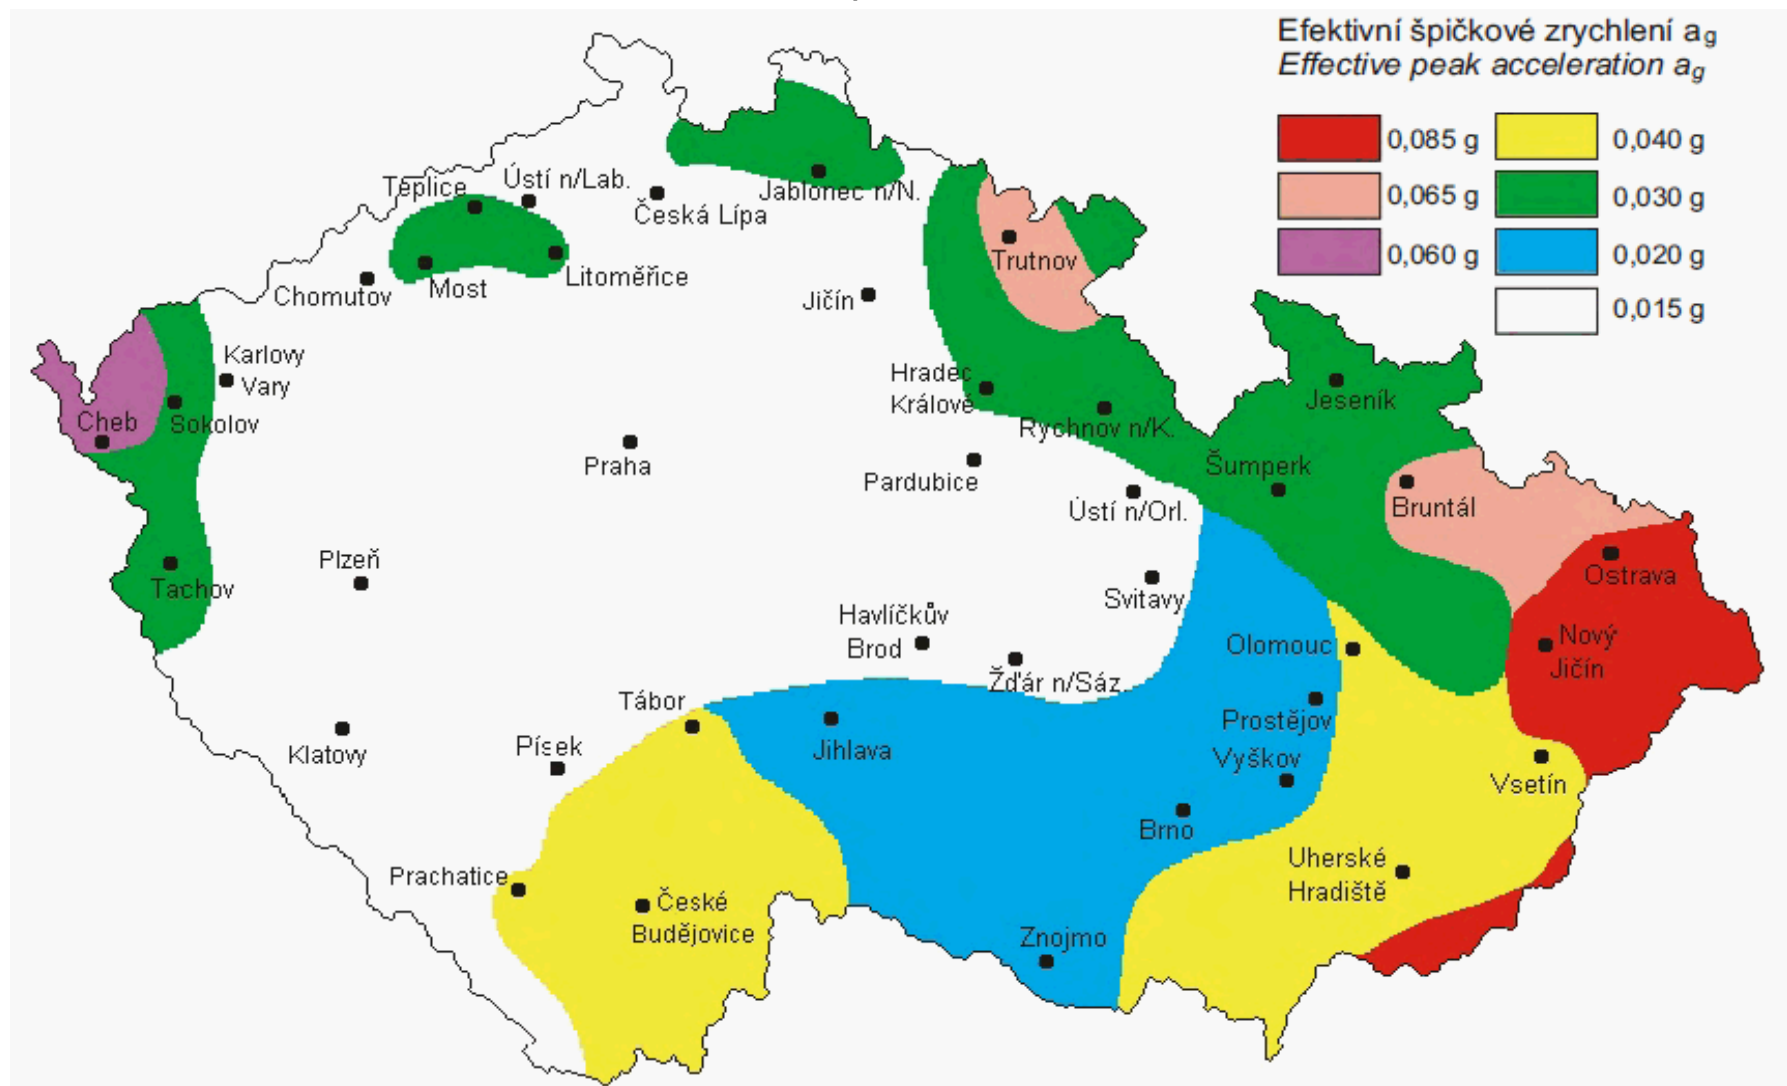 Efektivní špičkové zrychlení ag
Effective peak acceleration ag
0,085 g
0,040 g
0,065 g
0,030 g
0,060 g
0,020 g
0,015 g
Teplice
Ústí n/Lab.
Česká Lípa
Jablonec n/N.
Trutnov
Litoměřice
Most
Chomutov
Jičín
Karlovy
Vary
Cheb
Sokolov
Hradec
Králové
Rychnov n/K.
Jeseník
Praha
Pardubice
Šumperk
Ústí n/Orl.
Bruntál
Plzeň
Tachov
Ostrava
Svitavy
Havlíčkův
Brod
Žďár n/Sáz.
Olomouc
Nový
Jičín
Tábor
Prostějov
Klatovy
Písek
Jihlava
Vyškov
Vsetín
Brno
Prachatice
Uherské
Hradiště
České
Budějovice
Znojmo